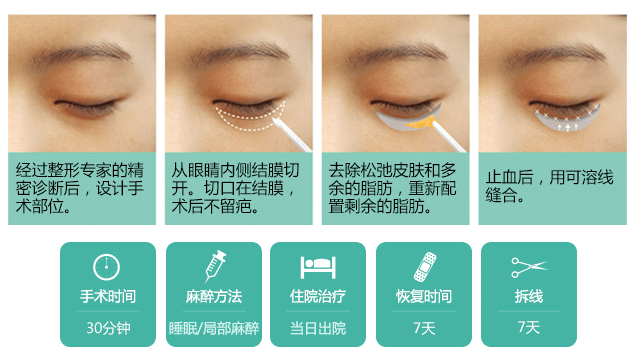 经过整形专家的精
密诊断后，设计手
术部位。
从眼睛内侧结膜切
开。切口在结膜，
术后不留疤。
去除松弛皮肤和多
余的脂肪，重新配
置剩余的脂肪。
止血后，用可溶线
缝合。
手术时间
30分钟
麻醉方法
睡眠/局部麻醉
住院治疗
当日出院
恢复时间
7天
拆线
7天